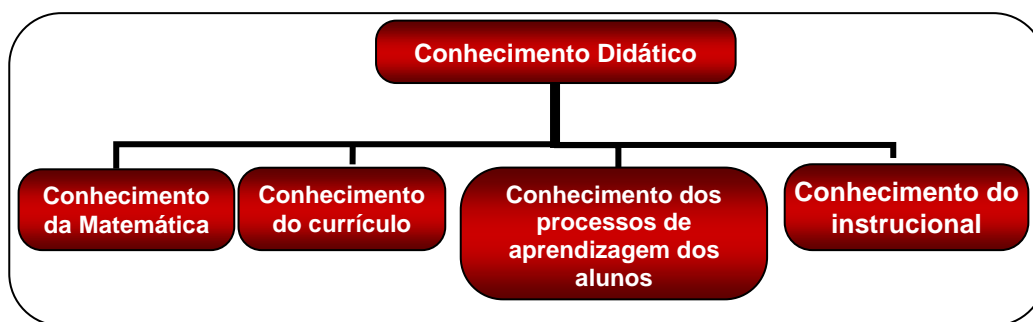 Conhecimento Didático
Conhecimento
da Matemática
Conhecimento
do currículo
Conhecimento dos
processos de
aprendizagem dos
alunos
Conhecimento do
instrucional